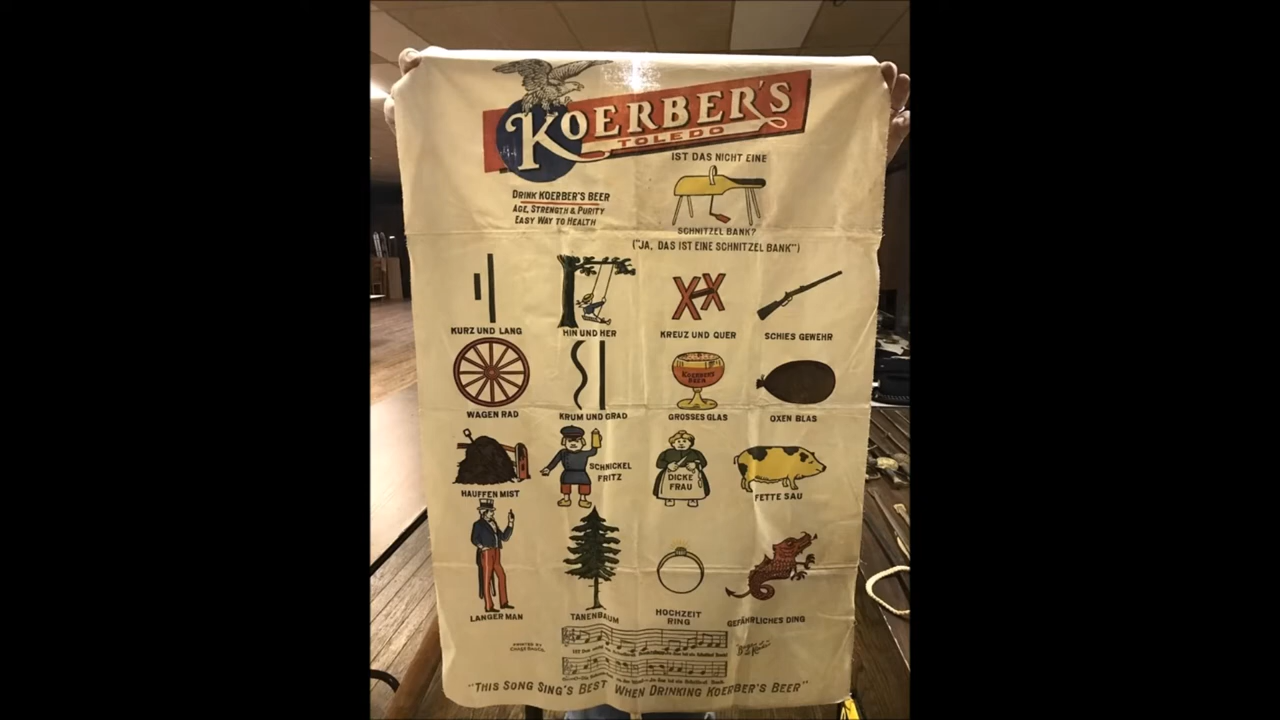 KOERBER'S
TOLEDO
IST DAS NICHT EINE
DRINK KOERBER'S BEER
AGE, STRENGTH & PURITY
EASY WAY TO HEALTH
SCHNITZEL BANK?
("JA, DAS IST EINE SCHNITZEL BANK")
KURZ UND LANG
HIN UND HER
KREUZ UND QUER
SCHIES GEWEHR
KOERBER'S
BEER
WAGEN RAD
KRUM UND GRAD
GROSSES GLAS
OXEN BLAS
SCHNICKEL
FRITZ
DICKE
FRAU
HAUFFEN MIST
FETTE SAU
LANGER MAN
TANENBAUM
HOCHZEIT
RING
GEFÄHRLICHES DING
PRINTED BY
"THIS SONG SING'S BEST WHEN DRINKING KOERBER'S BEER"